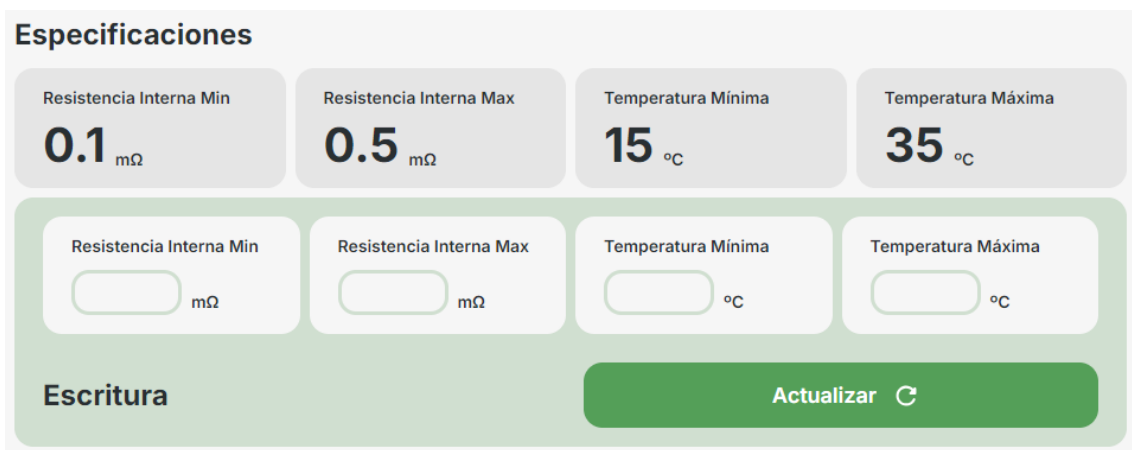 Especificaciones
Resistencia Interna Min
0.1 mΩ
Resistencia Interna Max
0.5 mΩ
Temperatura Mínima
15 ºC
Temperatura Máxima
35 ºC
Resistencia Interna Min
mΩ
Resistencia Interna Max
mΩ
Temperatura Mínima
ºC
Temperatura Máxima
ºC
Escritura
Actualizar